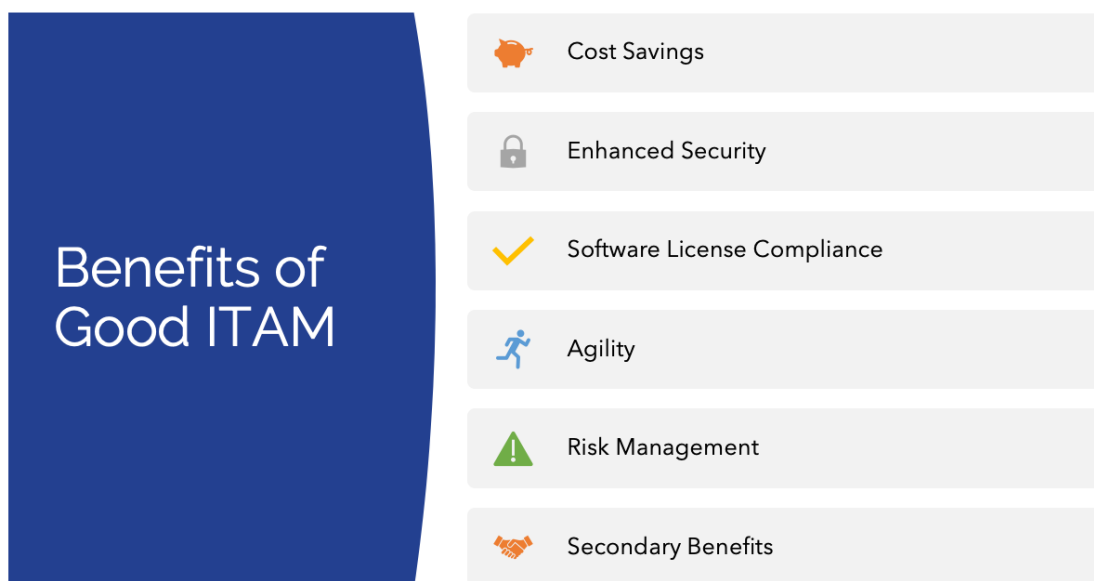 Benefits of
Good ITAM
Cost Savings
Enhanced Security
Software License Compliance
Agility
Risk Management
Secondary Benefits